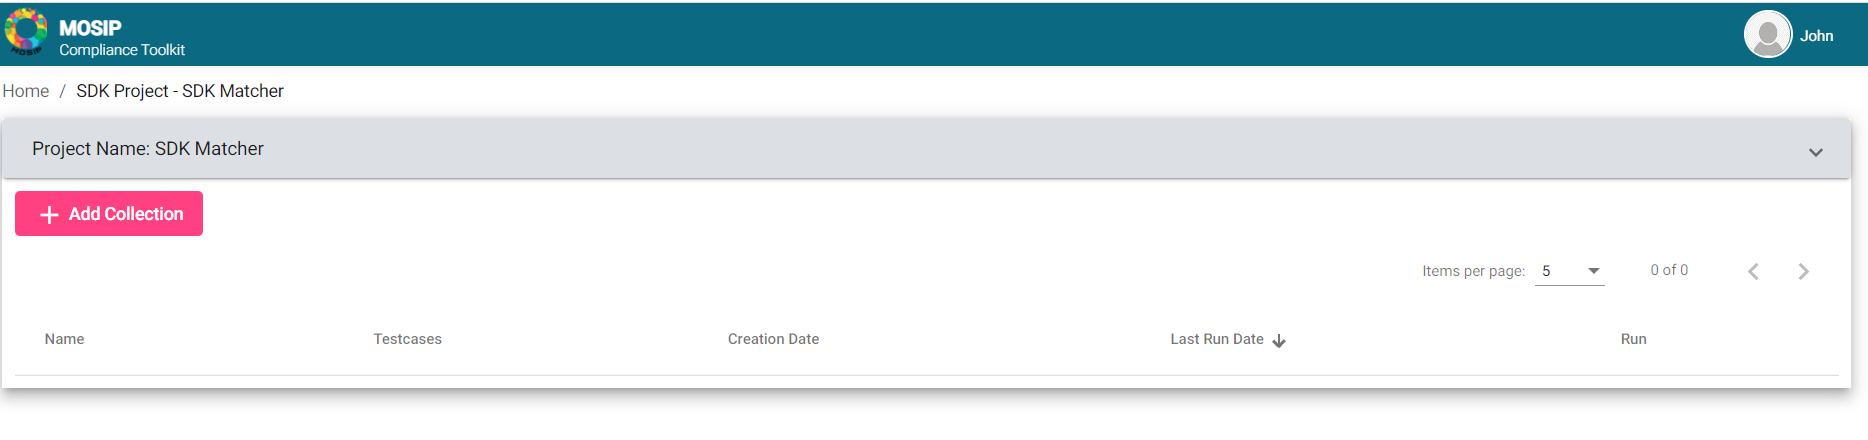 MOSIP
MOSIP
Compliance Toolkit
John
Home / SDK Project - SDK Matcher
Project Name: SDK Matcher
+ Add Collection
Items per page: 5 0 of 0
Name Testcases Creation Date Last Run Date Run